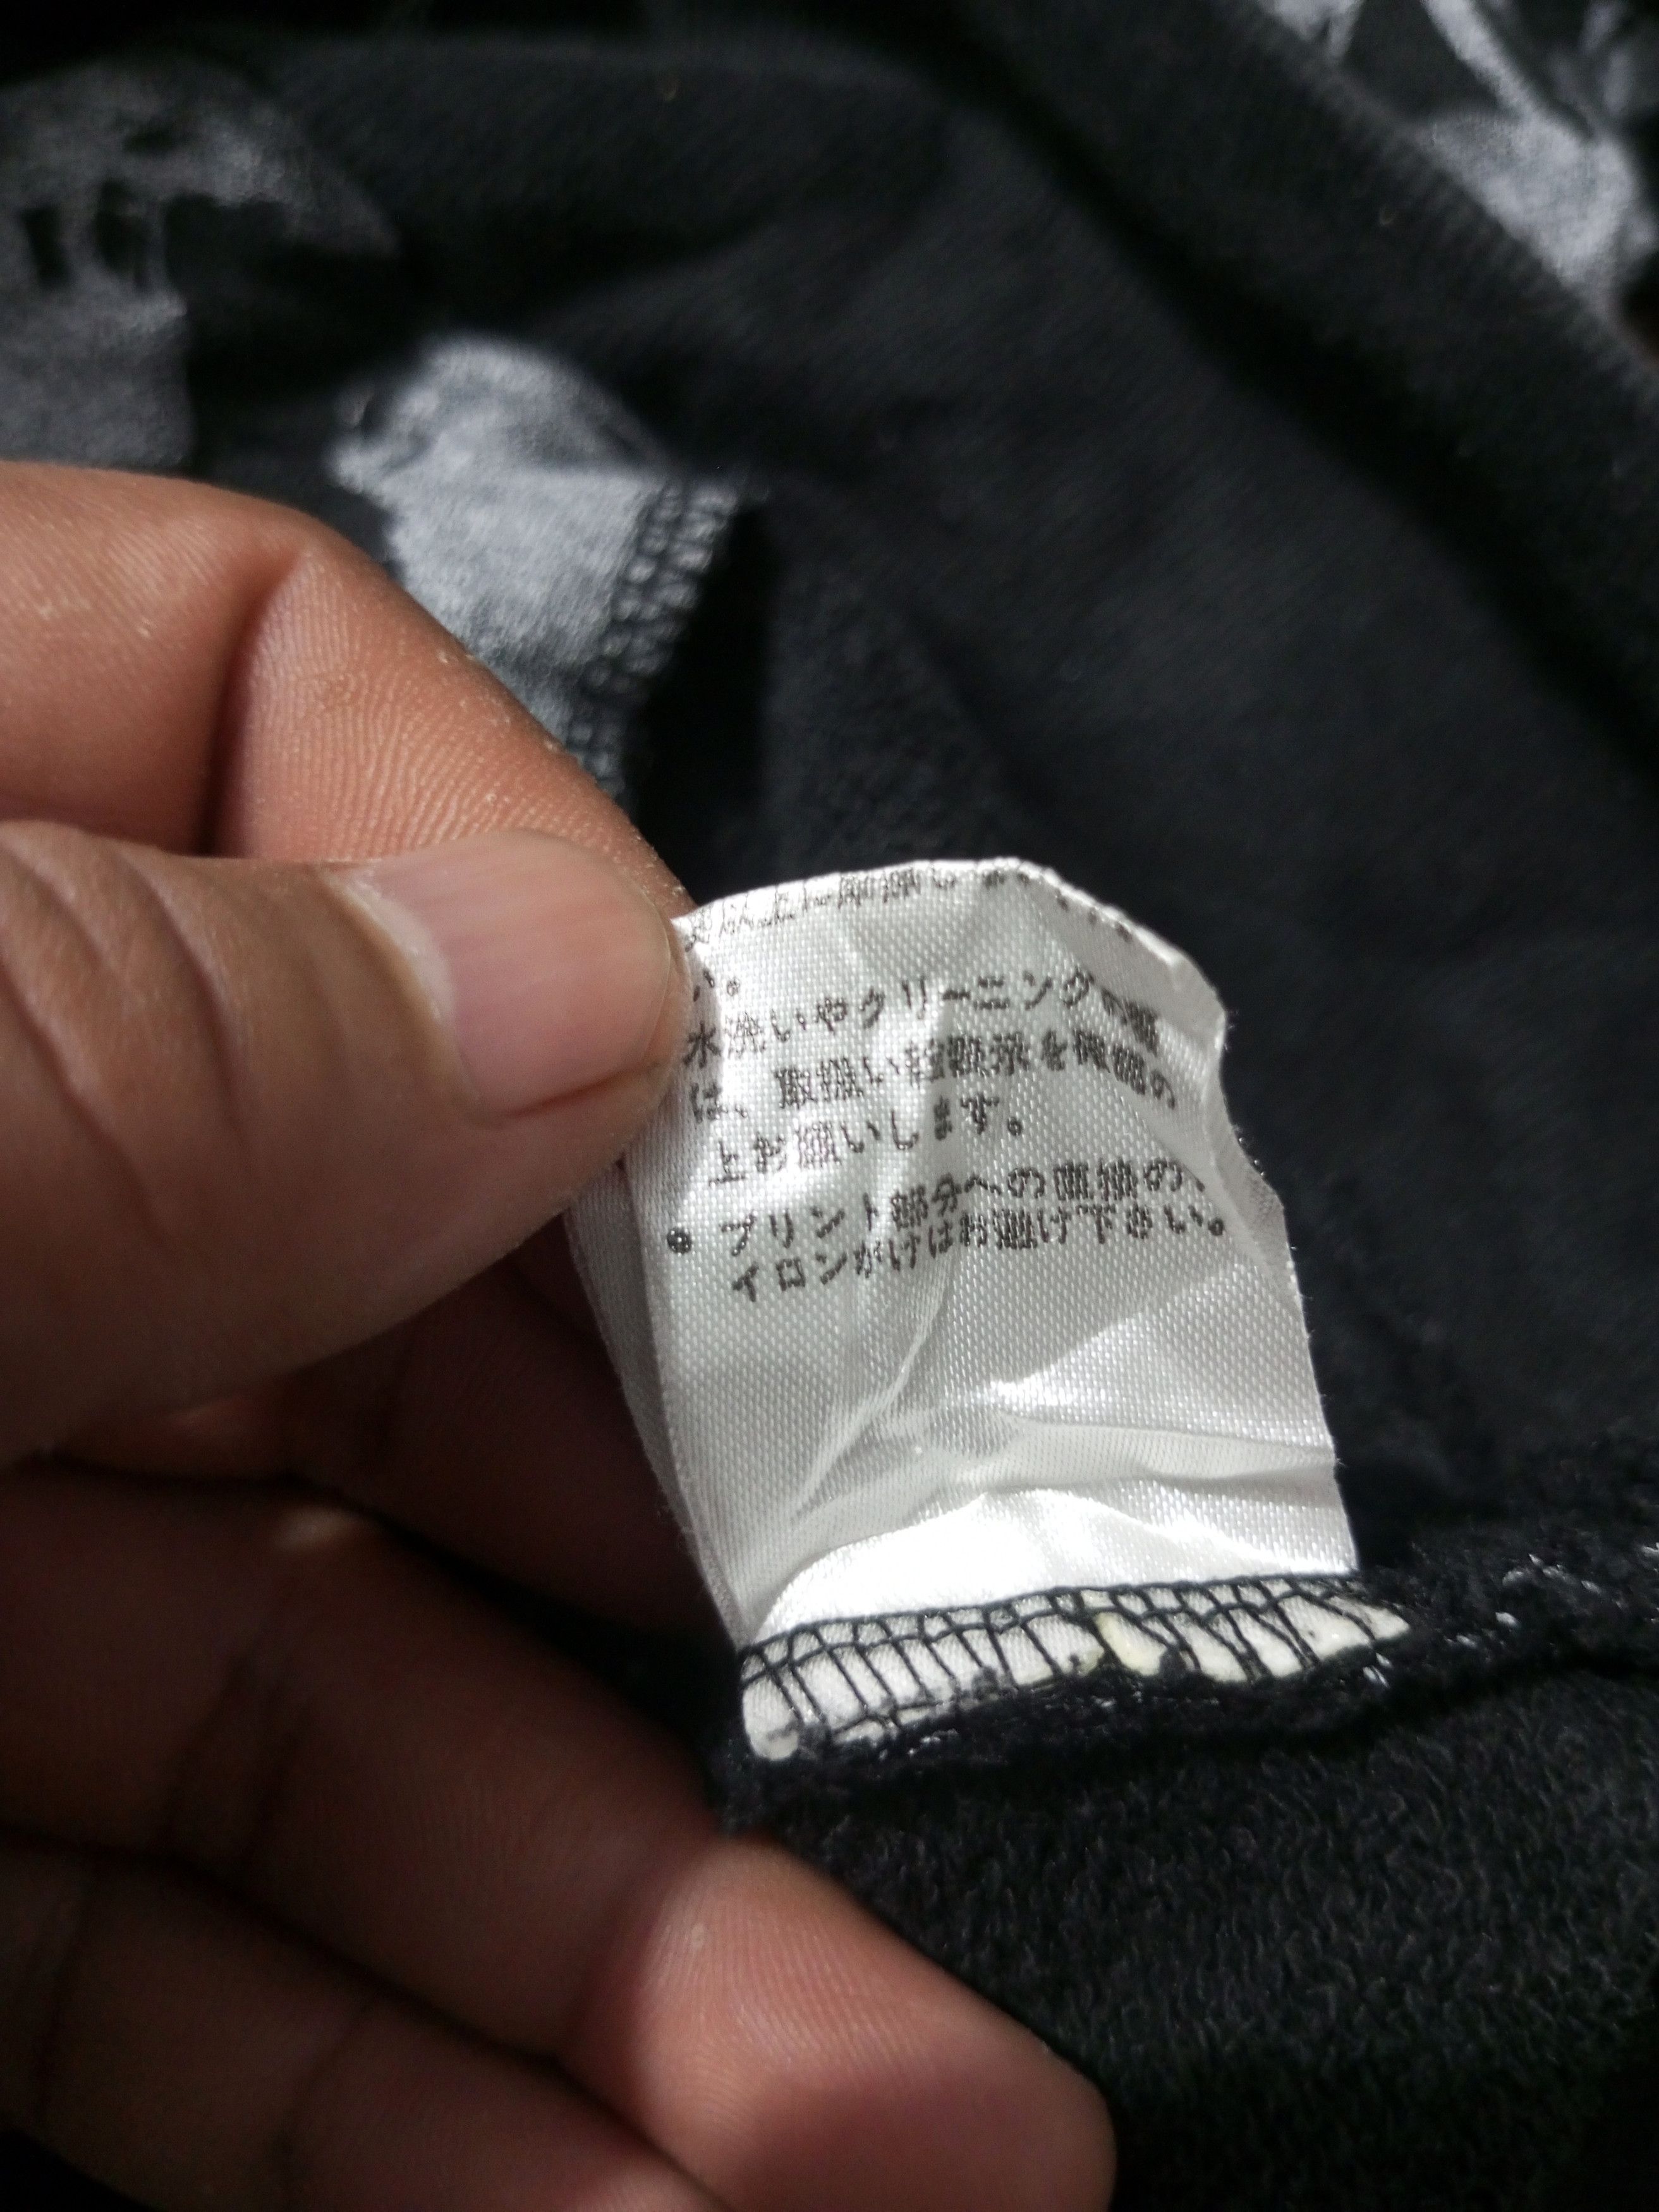 い。
水洗いやクリーニングの際
は、取扱い絵表示を確認の
上お願いします。
● プリント部分への直接のア
イロンがけはお避け下さい。